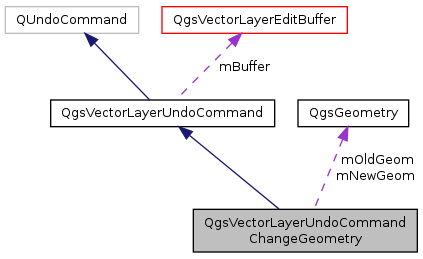 QUndoCommand
QgsVectorLayerEditBuffer
mBuffer
QgsVectorLayerUndoCommand
QgsGeometry
mOldGeom
mNewGeom
QgsVectorLayerUndoCommand
ChangeGeometry